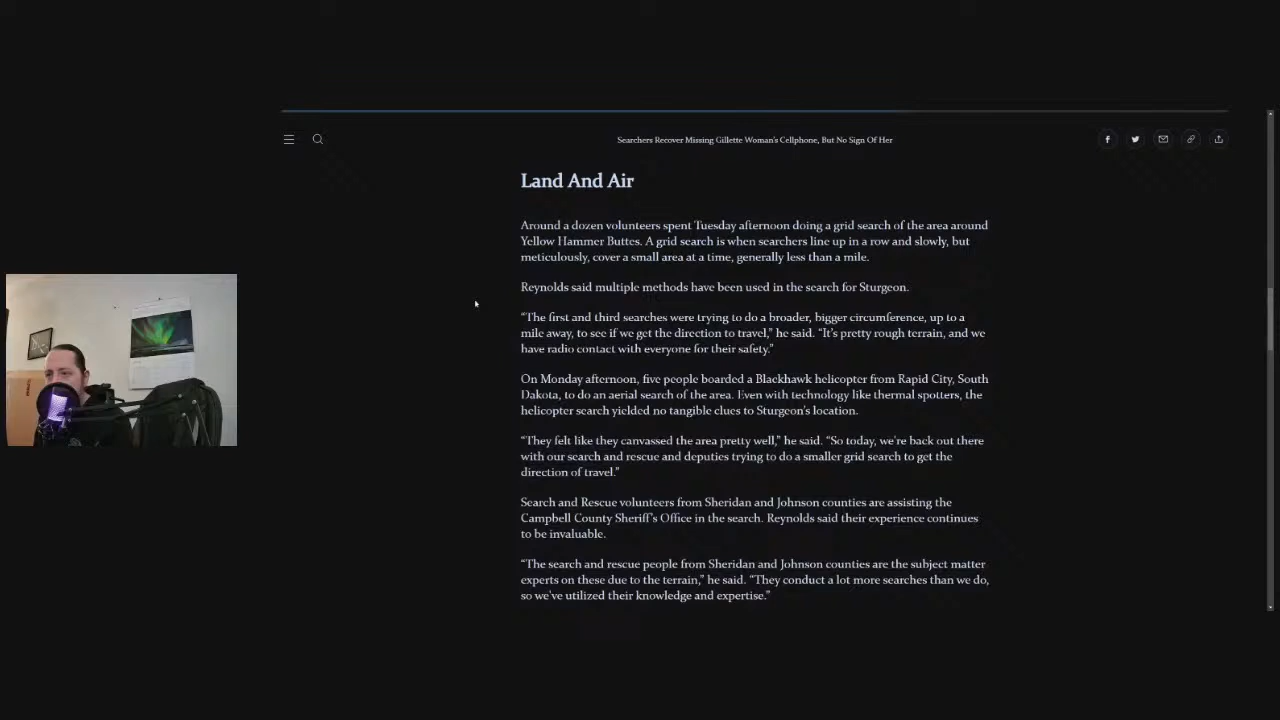 Searchers Recover Missing Gillette Woman's Cellphone, But No Sign Of Her
Land And Air
Around a dozen volunteers spent Tuesday afternoon doing a grid search of the area around
Yellow Hammer Buttes. A grid search is when searchers line up in a row and slowly, but
meticulously, cover a small area at a time, generally less than a mile.
Reynolds said multiple methods have been used in the search for Sturgeon.
“The first and third searches were trying to do a broader, bigger circumference, up to a
mile away, to see if we get the direction to travel,” he said. “It's pretty rough terrain, and we
have radio contact with everyone for their safety.”
On Monday afternoon, five people boarded a Blackhawk helicopter from Rapid City, South
Dakota, to do an aerial search of the area. Even with technology like thermal spotters, the
helicopter search yielded no tangible clues to Sturgeon's location.
“They felt like they canvassed the area pretty well,” he said. “So today, we're back out there
with our search and rescue and deputies trying to do a smaller grid search to get the
direction of travel.”
Search and Rescue volunteers from Sheridan and Johnson counties are assisting the
Campbell County Sheriff's Office in the search. Reynolds said their experience continues
to be invaluable.
“The search and rescue people from Sheridan and Johnson counties are the subject matter
experts on these due to the terrain,” he said. “They conduct a lot more searches than we do,
so we've utilized their knowledge and expertise.”